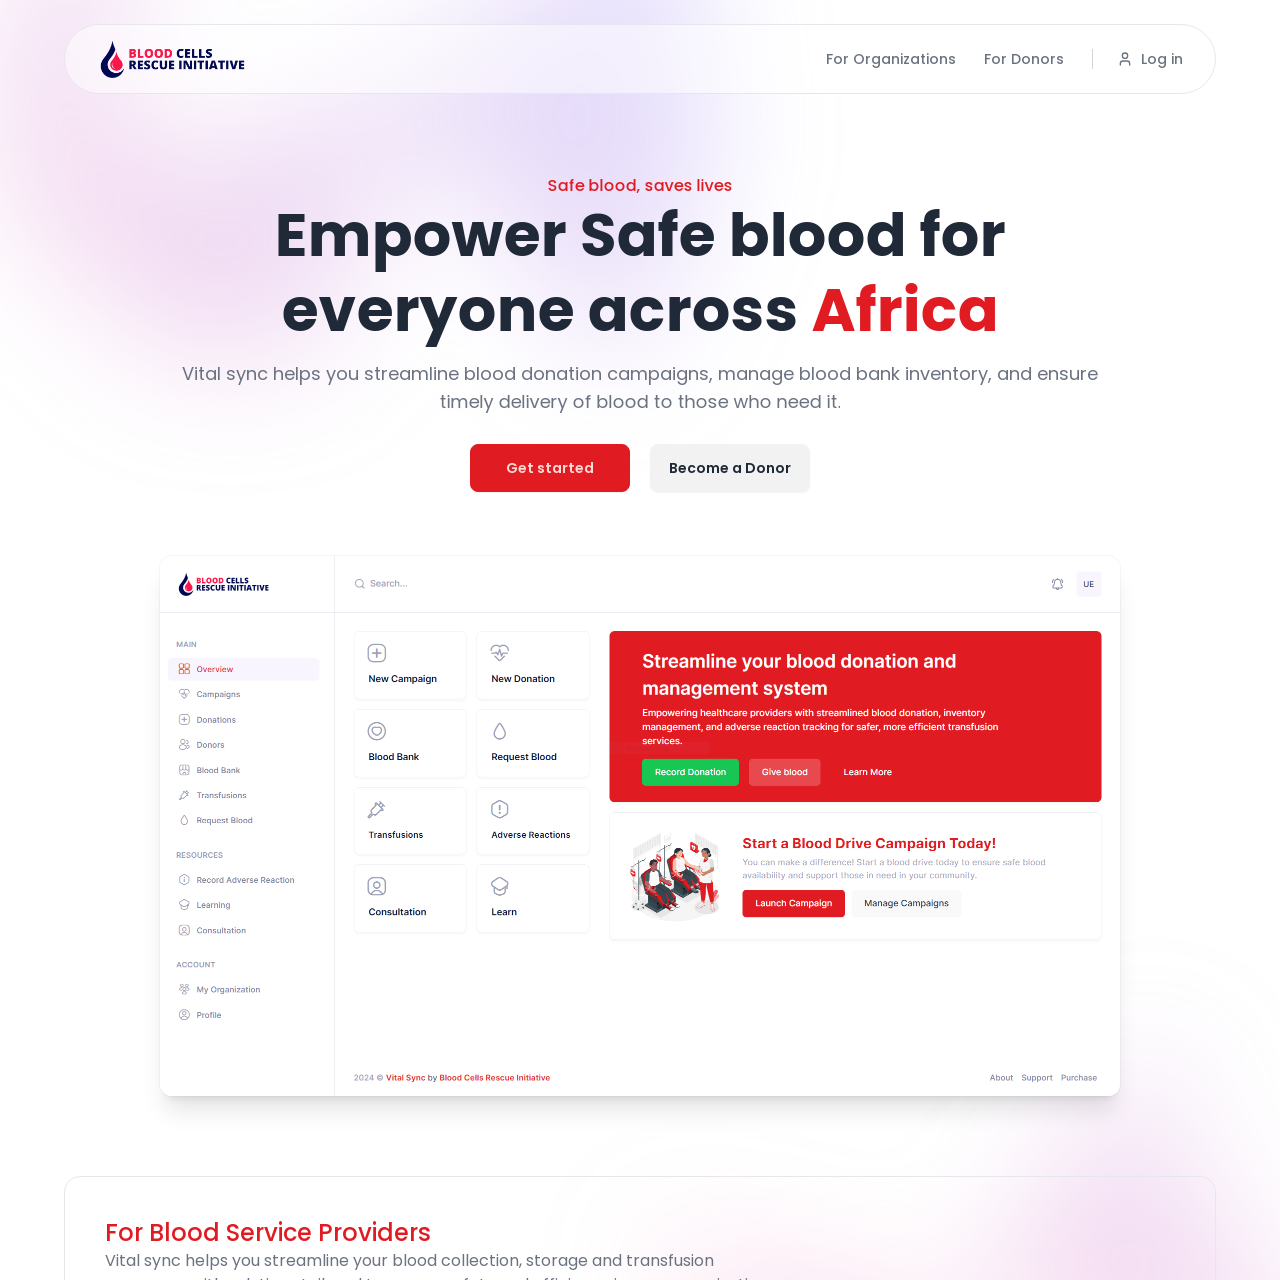 BLOOD CELLS
RESCUE INITIATIVE
For Organizations
For Donors
Log in
Safe blood, saves lives
Empower Safe blood for
everyone across Africa
Vital sync helps you streamline blood donation campaigns, manage blood bank inventory, and ensure
timely delivery of blood to those who need it.
Get started
Become a Donor
BLOOD CELLS
RESCUE INITIATIVE
Search...
UE
MAIN
Overview
Campaigns
Donations
Donors
Blood Bank
Transfusions
Request Blood
RESOURCES
Record Adverse Reaction
Learning
Consultation
ACCOUNT
My Organization
Profile
New Campaign
New Donation
Blood Bank
Request Blood
Transfusions
Adverse Reactions
Consultation
Learn
Streamline your blood donation and
management system
Empowering healthcare providers with streamlined blood donation, inventory
management, and adverse reaction tracking for safer, more efficient transfusion
services.
Record Donation
Give blood
Learn More
Start a Blood Drive Campaign Today!
You can make a difference! Start a blood drive today to ensure safe blood
availability and support those in need in your community.
Launch Campaign
Manage Campaigns
2024 © Vital Sync by Blood Cells Rescue Initiative
About
Support
Purchase
For Blood Service Providers
Vital sync helps you streamline your blood collection, storage and transfusion